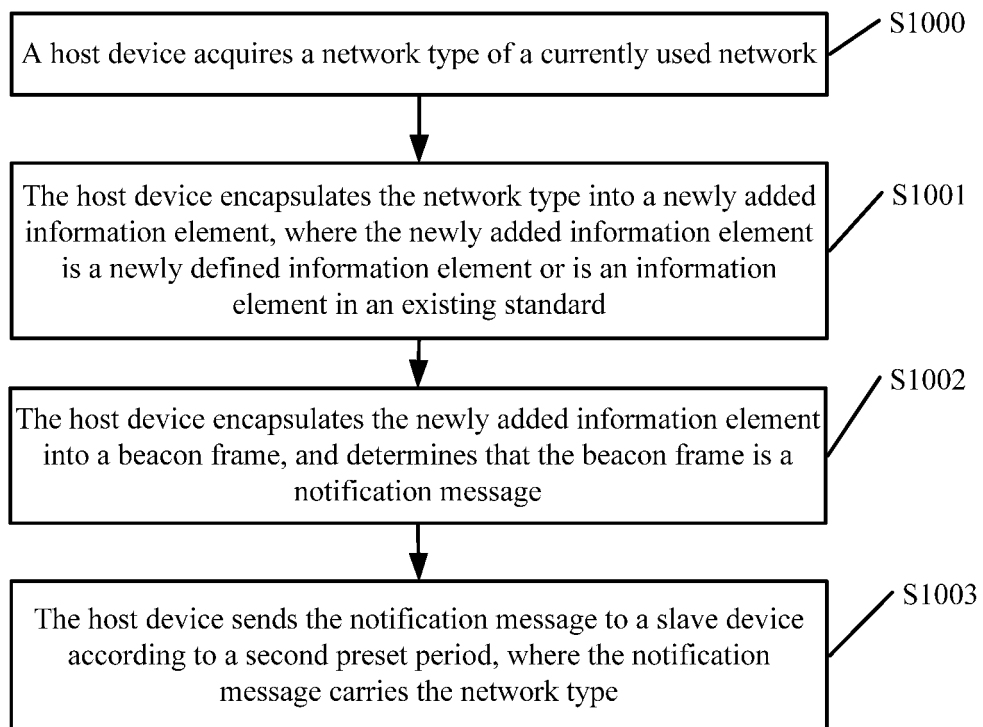 S1000
A host device acquires a network type of a currently used network
S1001
The host device encapsulates the network type into a newly added
information element, where the newly added information element
is a newly defined information element or is an information
element in an existing standard
S1002
The host device encapsulates the newly added information element
into a beacon frame, and determines that the beacon frame is a
notification message
S1003
The host device sends the notification message to a slave device
according to a second preset period, where the notification
message carries the network type